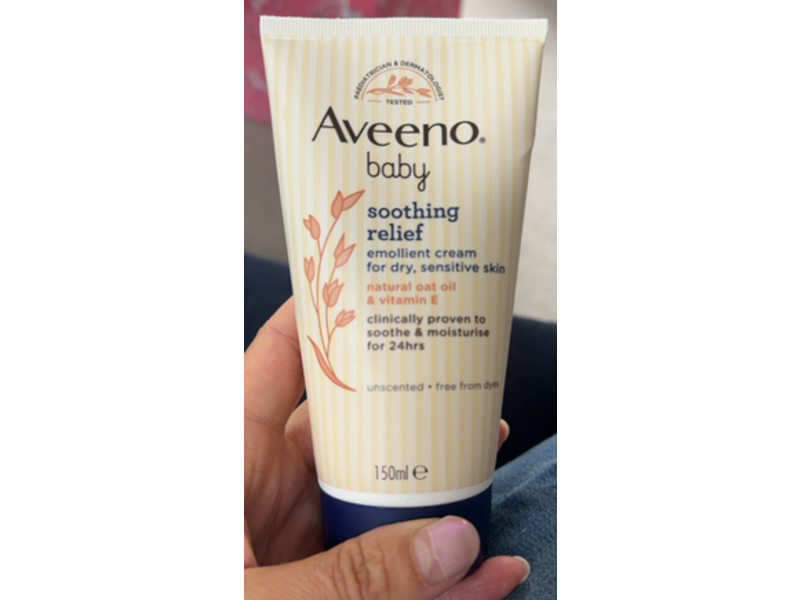 PAEDIATRICIAN & DERMATOLOGIST
TESTED
Aveeno®
baby
soothing
relief
emollient cream
for dry, sensitive skin
natural oat oil
& vitamin E
clinically proven to
soothe & moisturise
for 24hrs
unscented • free from dyes
150ml ℮